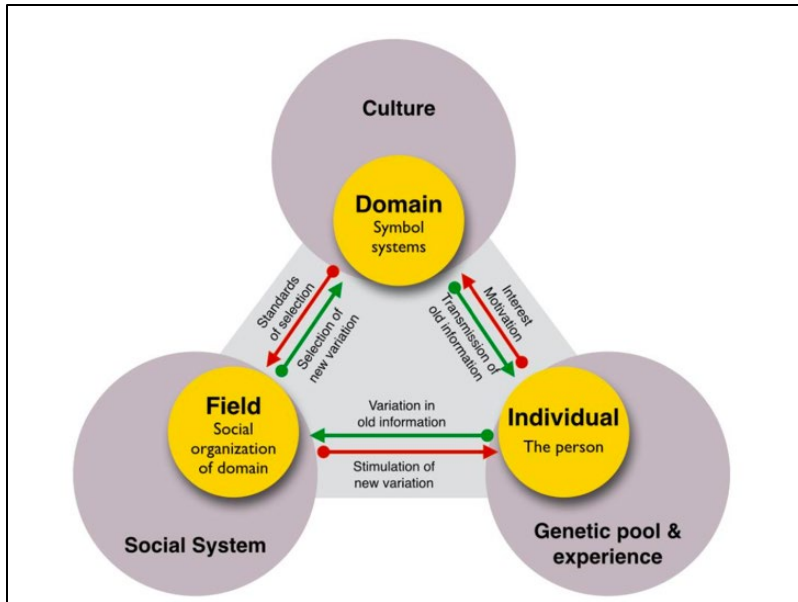 Culture
Domain
Symbol
systems
Standards
of selection
Selection of
new variation
Interest
Motivation
Transmission of
old information
Field
Social
organization
of domain
Variation in
old information
Stimulation of
new variation
Individual
The person
Social System
Genetic pool &
experience